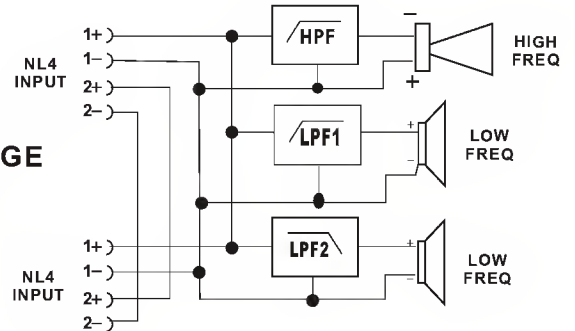 1+
1–
2+
2–
NL4
INPUT
HPF
–
+
HIGH
FREQ
GE
LPF1
+
–
LOW
FREQ
1+
1–
2+
2–
NL4
INPUT
LPF2
+
–
LOW
FREQ